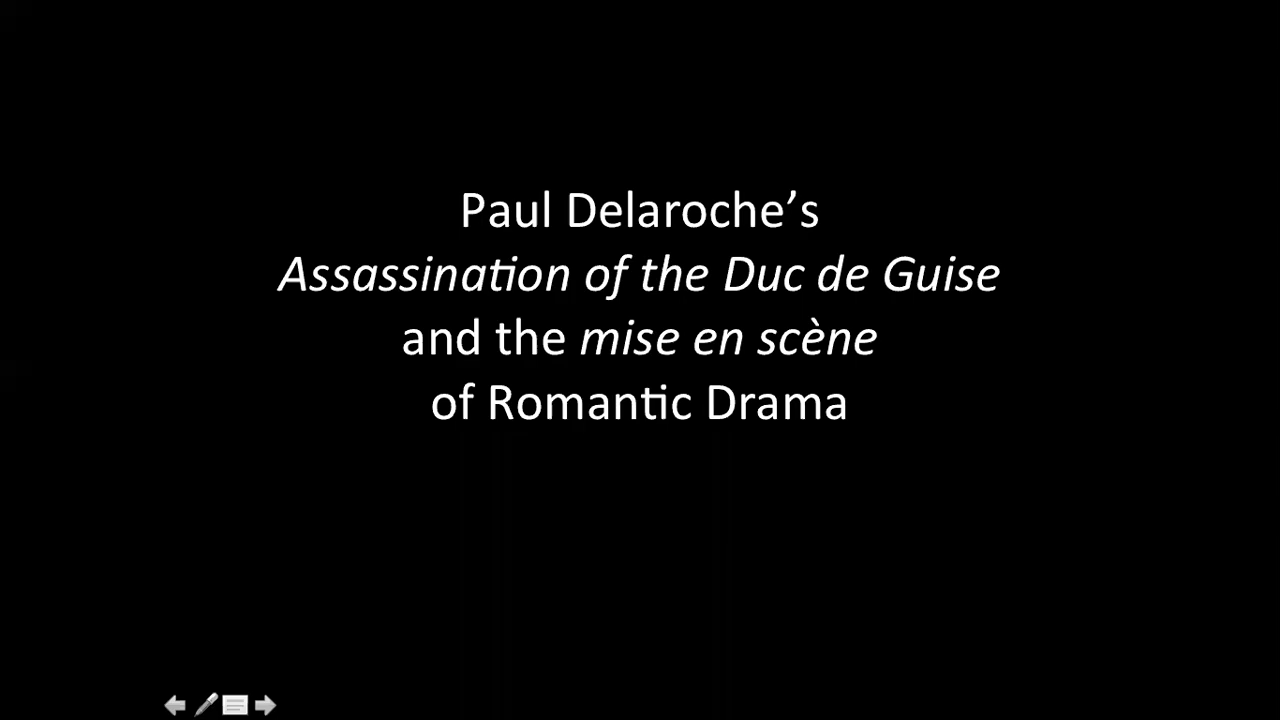 Paul Delaroche’s
Assassination of the Duc de Guise
and the mise en scène
of Romantic Drama